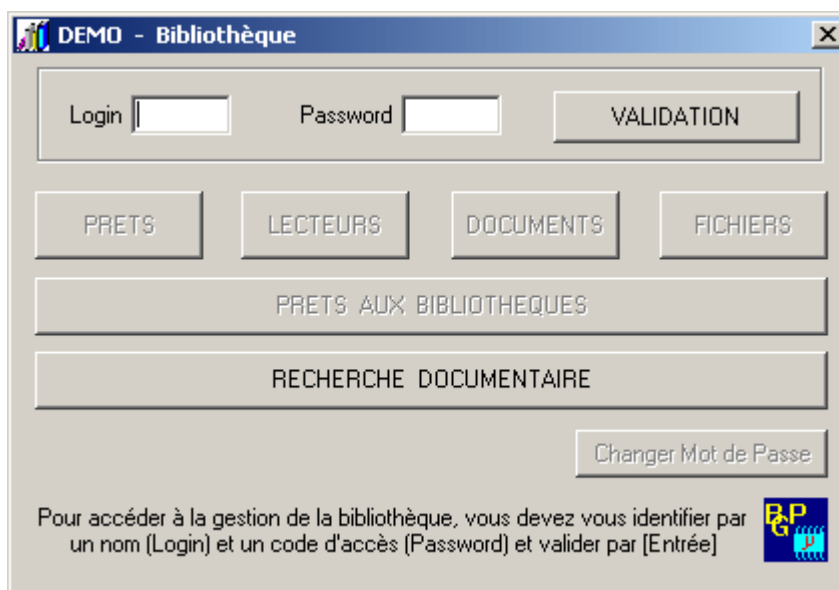 DEMO - Bibliothèque
Login Password VALIDATION
PRETS LECTEURS DOCUMENTS FICHIERS
PRETS AUX BIBLIOTHEQUES
RECHERCHE DOCUMENTAIRE
Changer Mot de Passe
Pour accéder à la gestion de la bibliothèque, vous devez vous identifier par
un nom (Login) et un code d'accès (Password) et valider par [Entrée]
BGP
µ